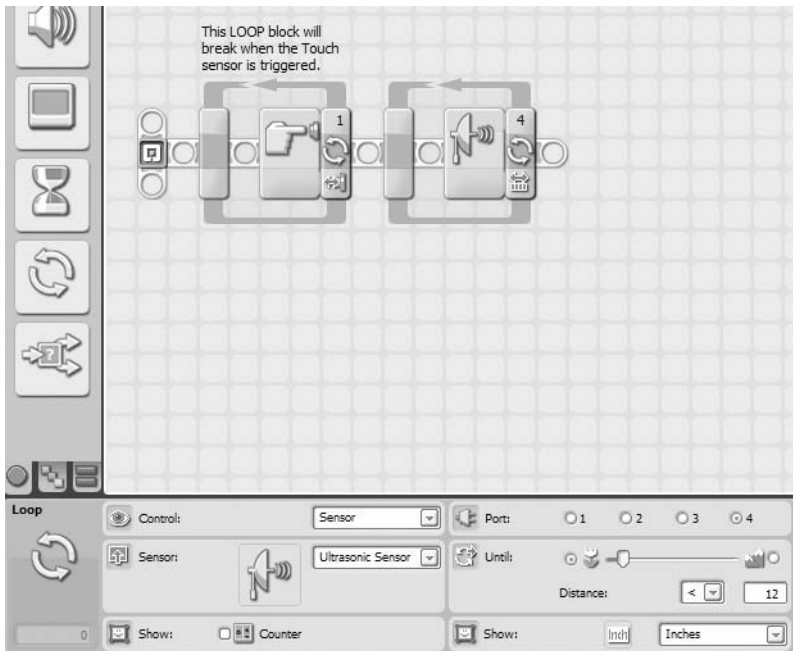 This LOOP block will
break when the Touch
sensor is triggered.
1
4
?
Loop
Control:
Sensor
Port:
1 2 3 4
Sensor:
Ultrasonic Sensor
Until:
Distance:
<
12
0
Show:
Counter
Show:
Inch
Inches